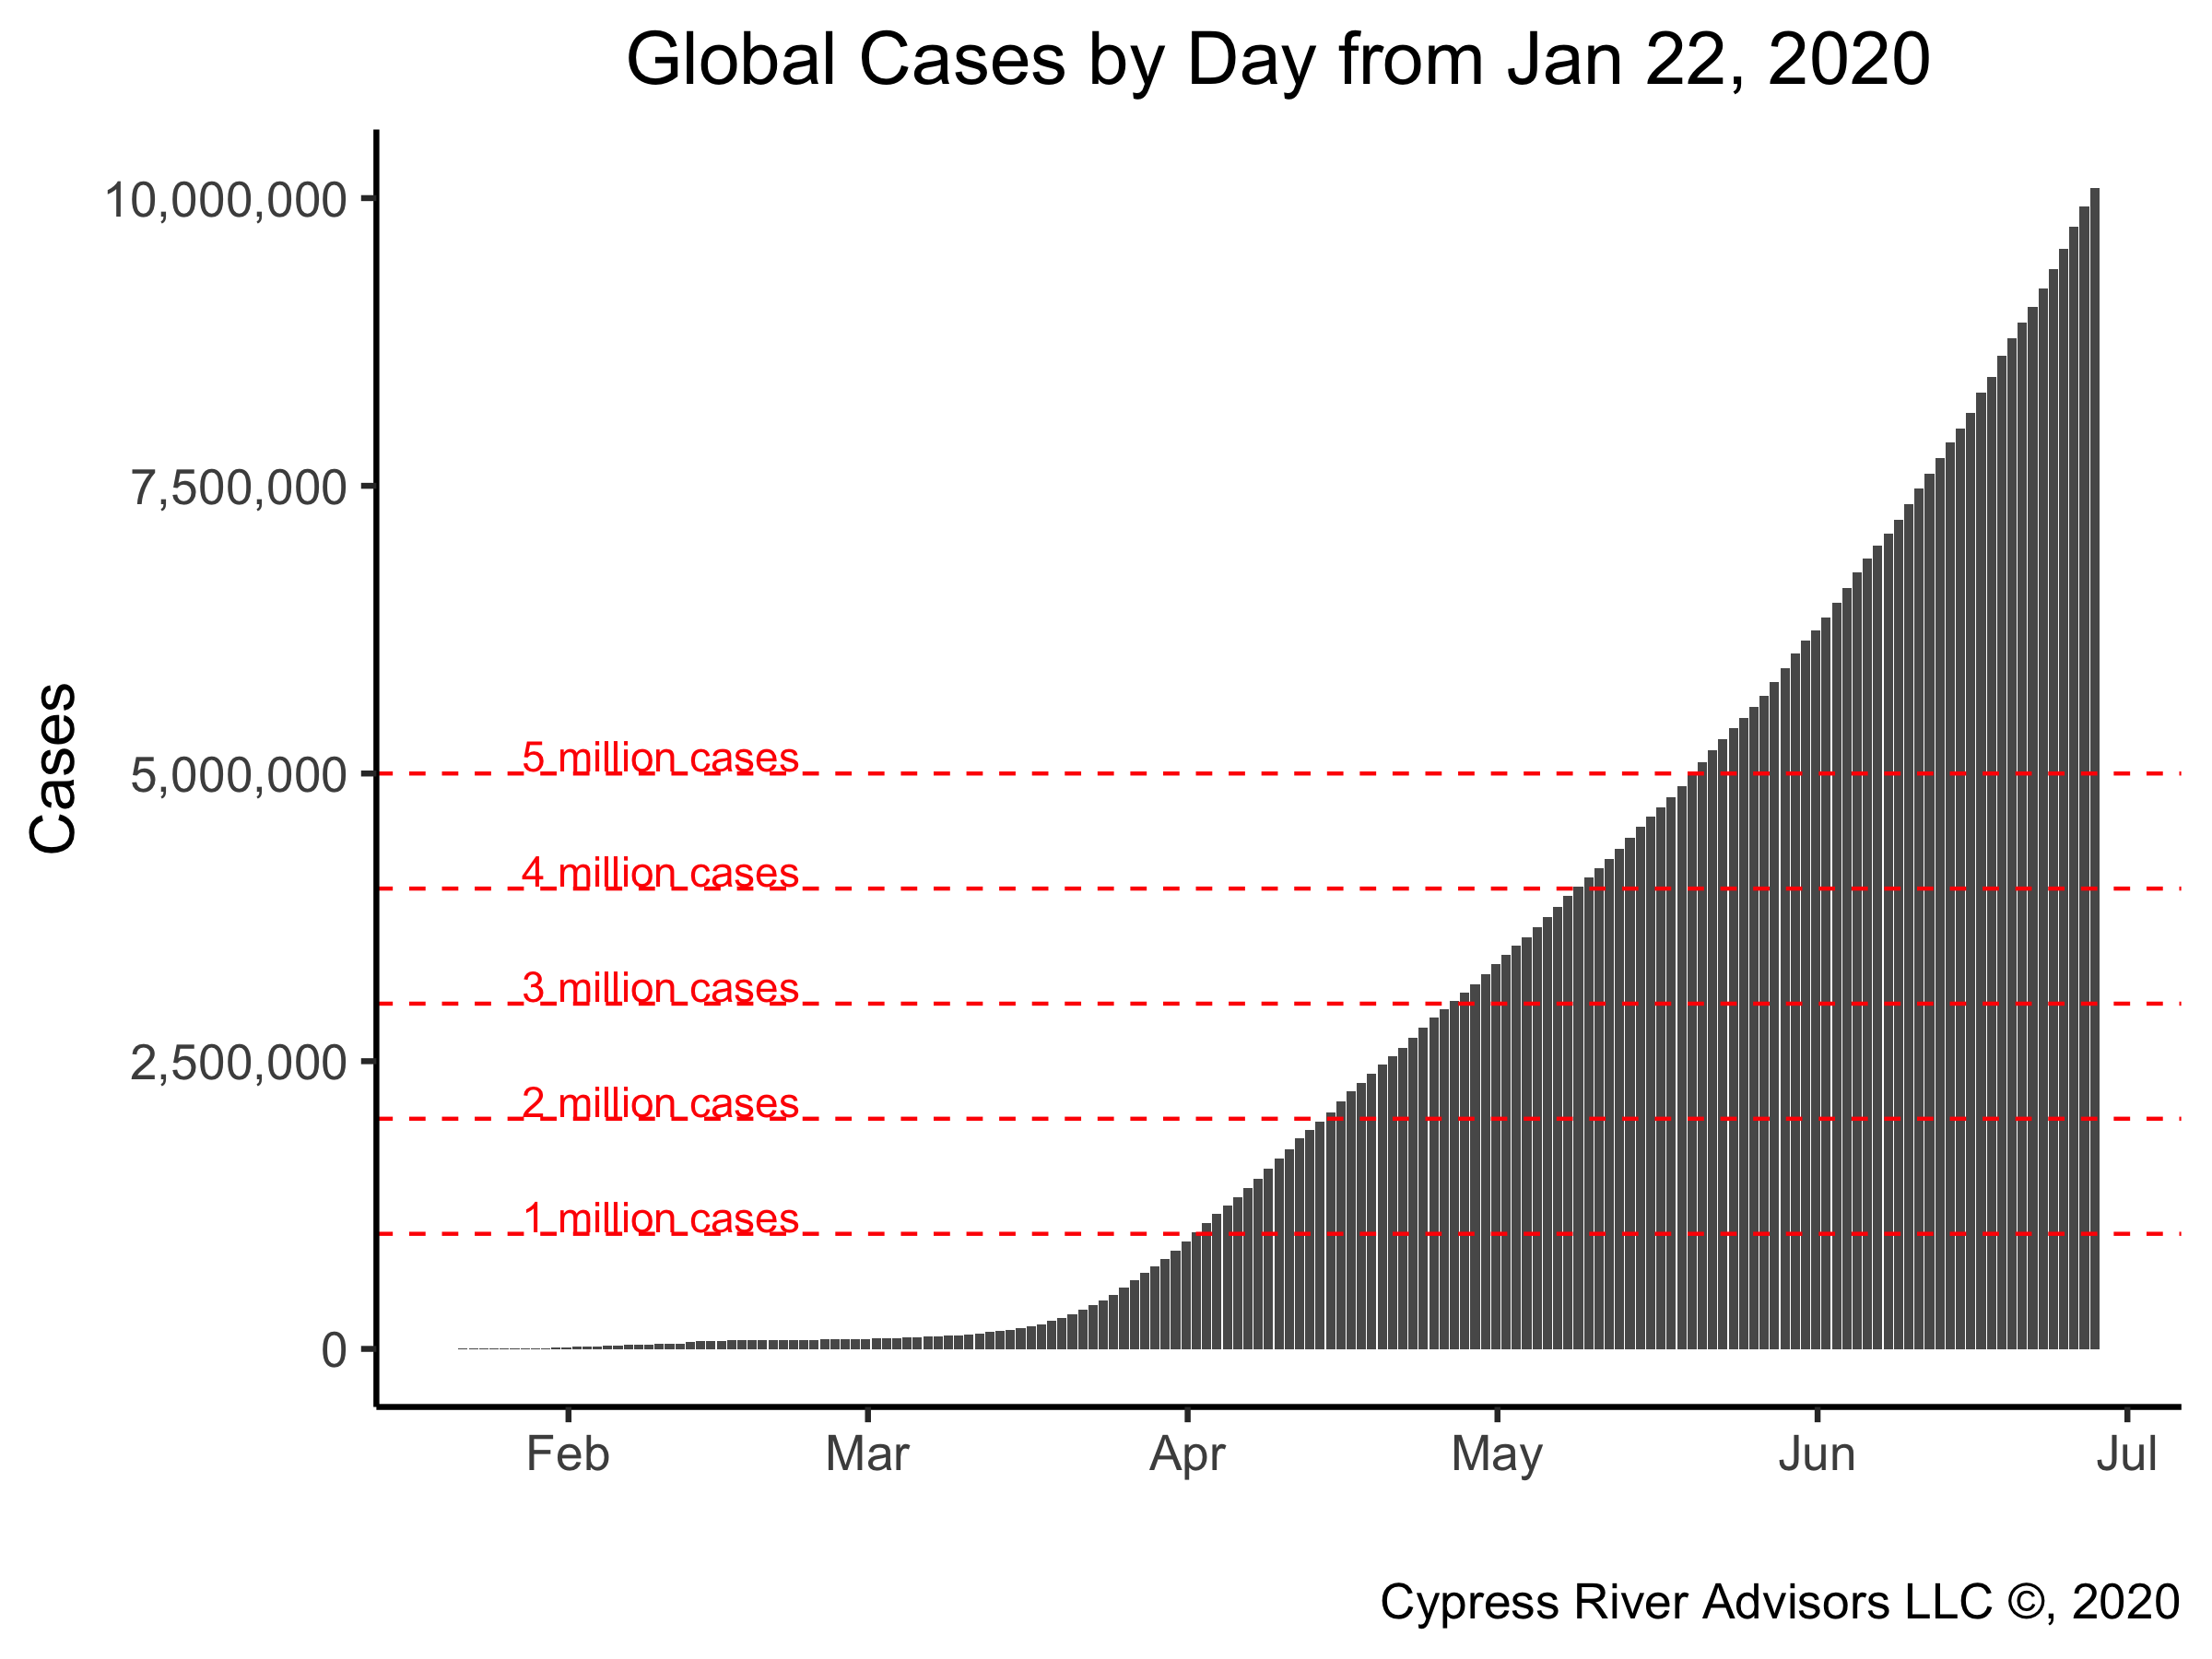 Global Cases by Day from Jan 22, 2020
Cases
10,000,000
7,500,000
5,000,000
2,500,000
0
5 million cases
4 million cases
3 million cases
2 million cases
1 million cases
Feb Mar Apr May Jun Jul
Cypress River Advisors LLC ©, 2020